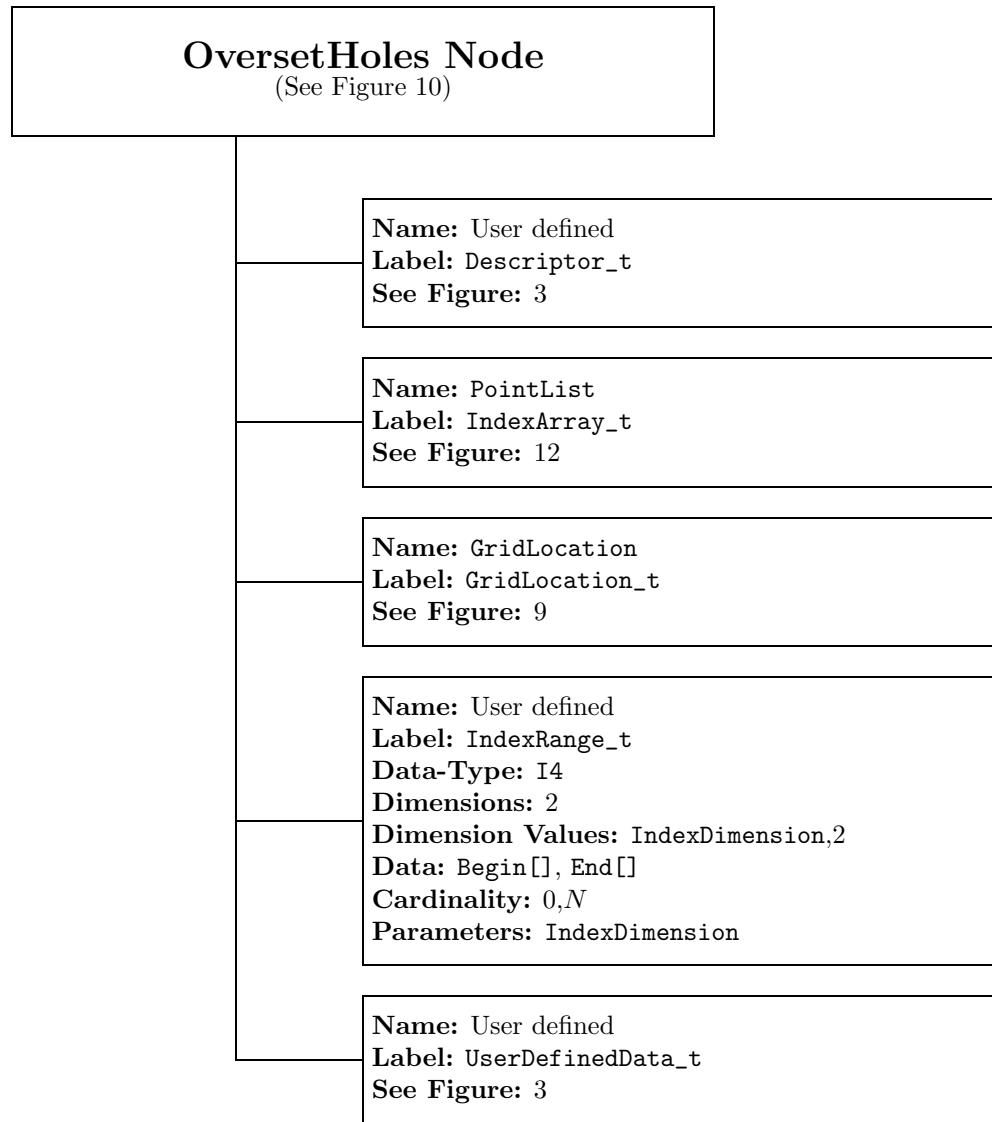 OversetHoles Node
(See Figure 10)
Name: User defined
Label: Descriptor_t
See Figure: 3
Name: PointList
Label: IndexArray_t
See Figure: 12
Name: GridLocation
Label: GridLocation_t
See Figure: 9
Name: User defined
Label: IndexRange_t
Data-Type: I4
Dimensions: 2
Dimension Values: IndexDimension,2
Data: Begin[], End[]
Cardinality: 0,N
Parameters: IndexDimension
Name: User defined
Label: UserDefinedData_t
See Figure: 3